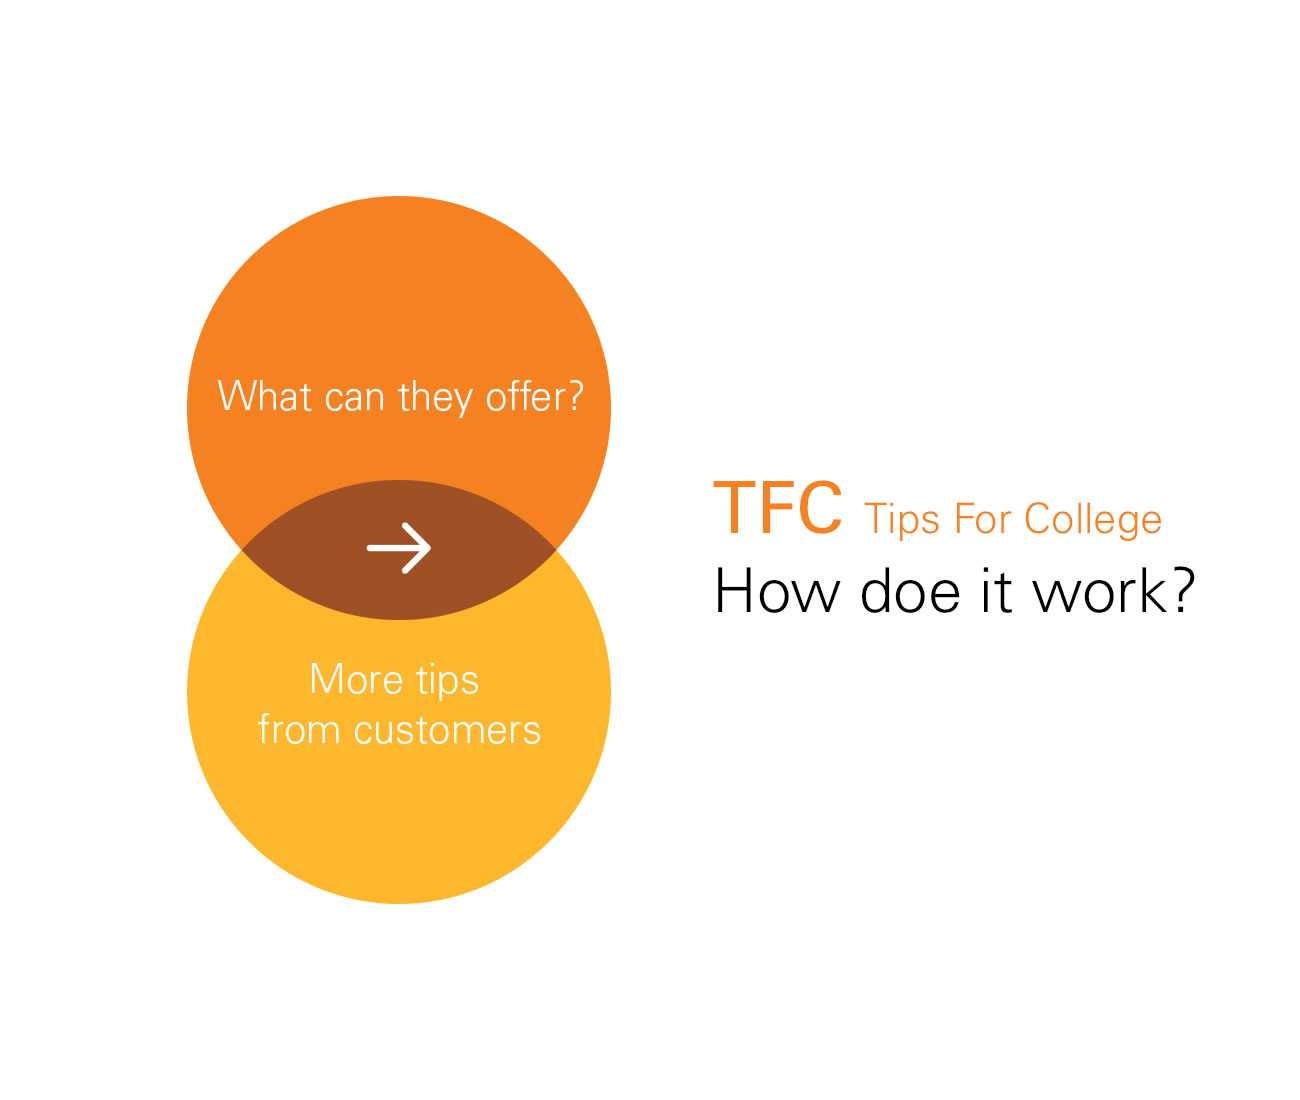 What can they offer?
More tips
from customers
TFC Tips For College
How doe it work?